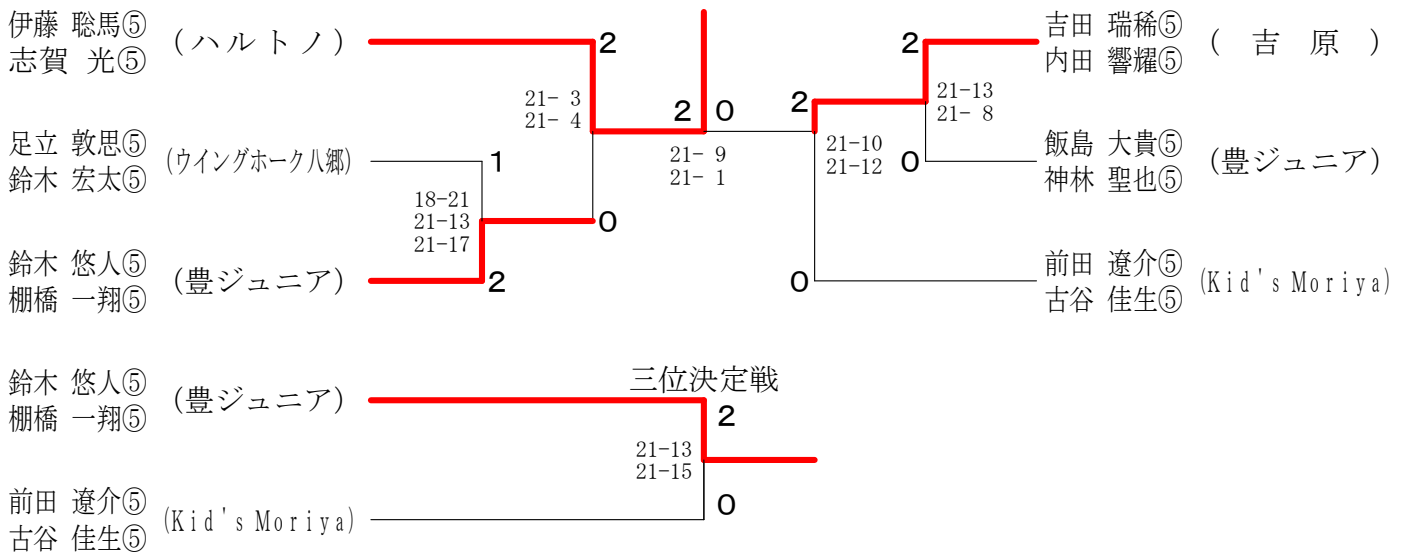 伊藤 聡馬⑤
志賀 光⑤
(ハルトノ)
2
21- 3
21- 4
足立 敦思⑤
鈴木 宏太⑤
(ウイングホーク八郷)
1
18-21
21-13
21-17
0
鈴木 悠人⑤
棚橋 一翔⑤
(豊ジュニア)
2
2 0
21- 9
21- 1
吉田 瑞稀⑤
内田 響耀⑤
(吉原)
2
21-13
21- 8
2
21-10
21-12
飯島 大貴⑤
神林 聖也⑤
(豊ジュニア)
0
前田 遼介⑤
古谷 佳生⑤
(Kid's Moriya)
0
三位決定戦
鈴木 悠人⑤
棚橋 一翔⑤
(豊ジュニア)
2
21-13
21-15
前田 遼介⑤
古谷 佳生⑤
(Kid's Moriya)
0